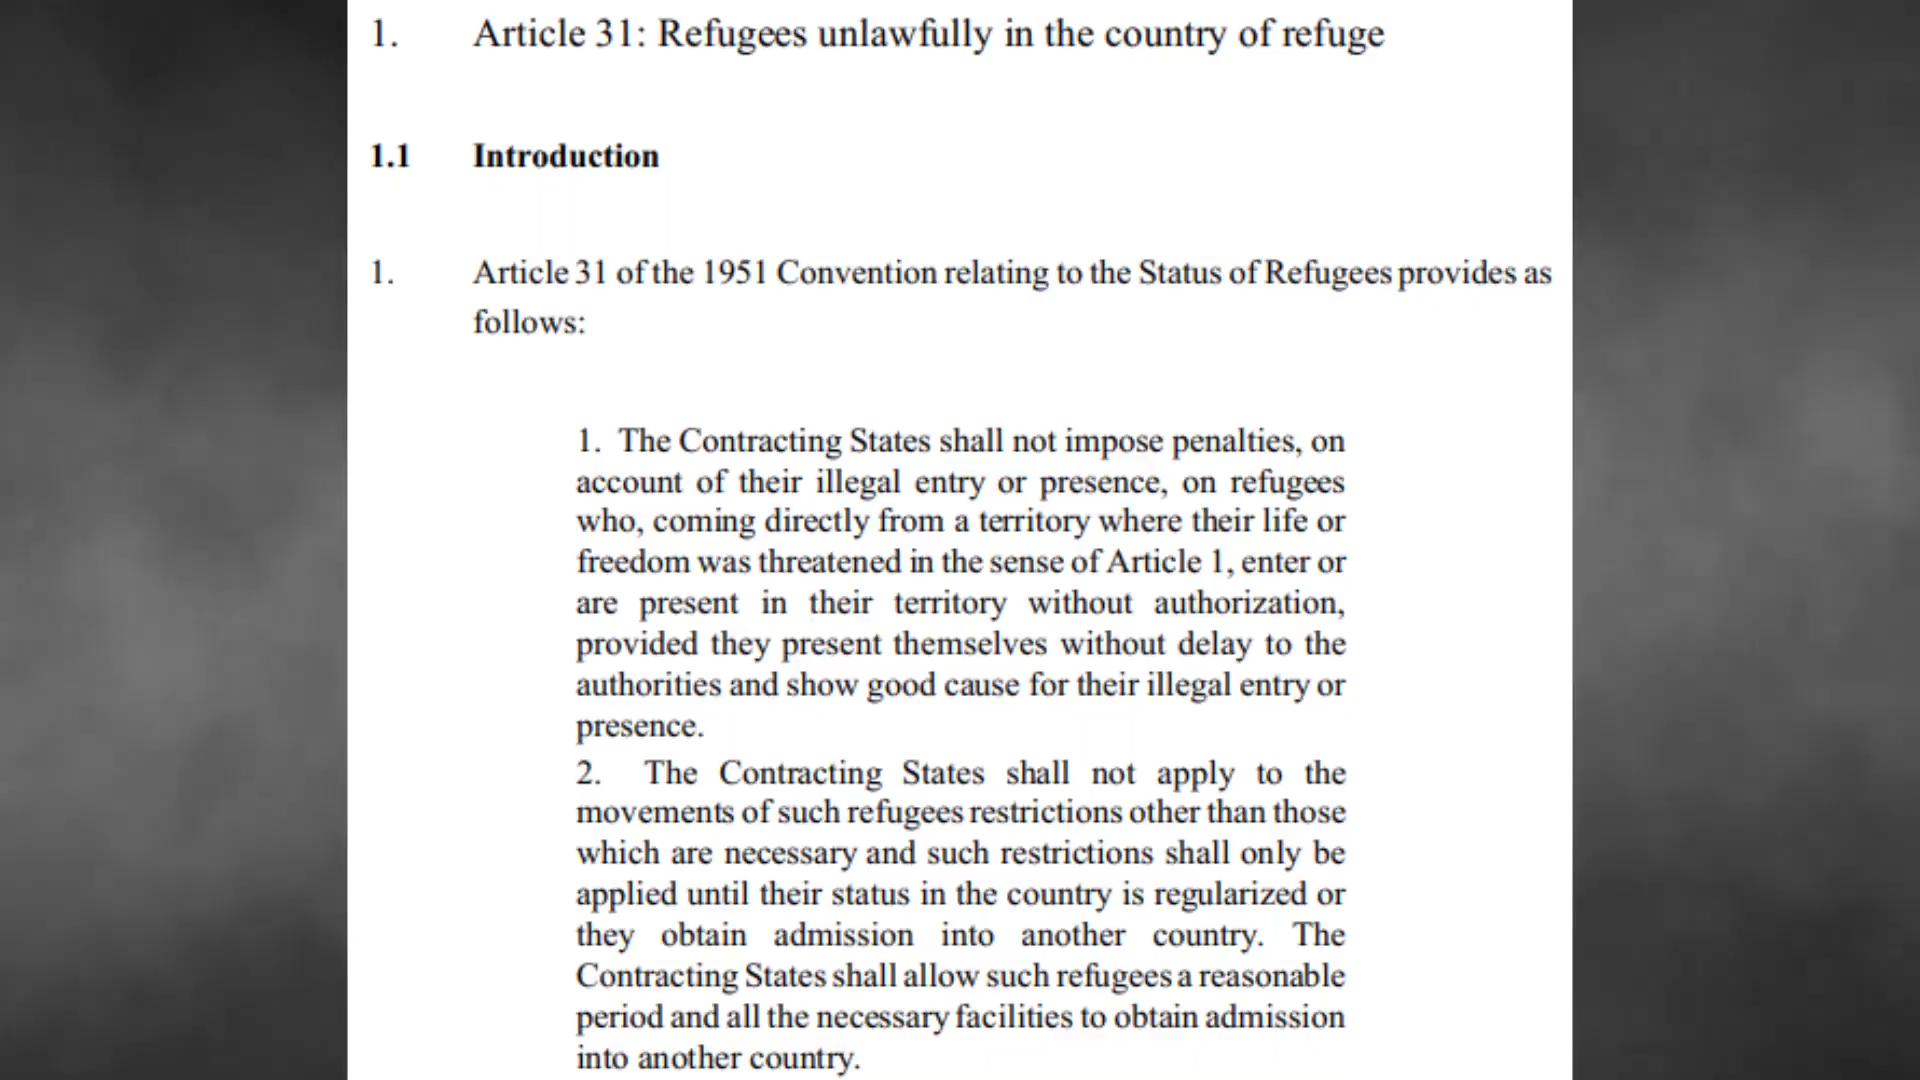 1. Article 31: Refugees unlawfully in the country of refuge
1.1 Introduction
1. Article 31 of the 1951 Convention relating to the Status of Refugees provides as
follows:
1. The Contracting States shall not impose penalties, on
account of their illegal entry or presence, on refugees
who, coming directly from a territory where their life or
freedom was threatened in the sense of Article 1, enter or
are present in their territory without authorization,
provided they present themselves without delay to the
authorities and show good cause for their illegal entry or
presence.
2. The Contracting States shall not apply to the
movements of such refugees restrictions other than those
which are necessary and such restrictions shall only be
applied until their status in the country is regularized or
they obtain admission into another country. The
Contracting States shall allow such refugees a reasonable
period and all the necessary facilities to obtain admission
into another country.